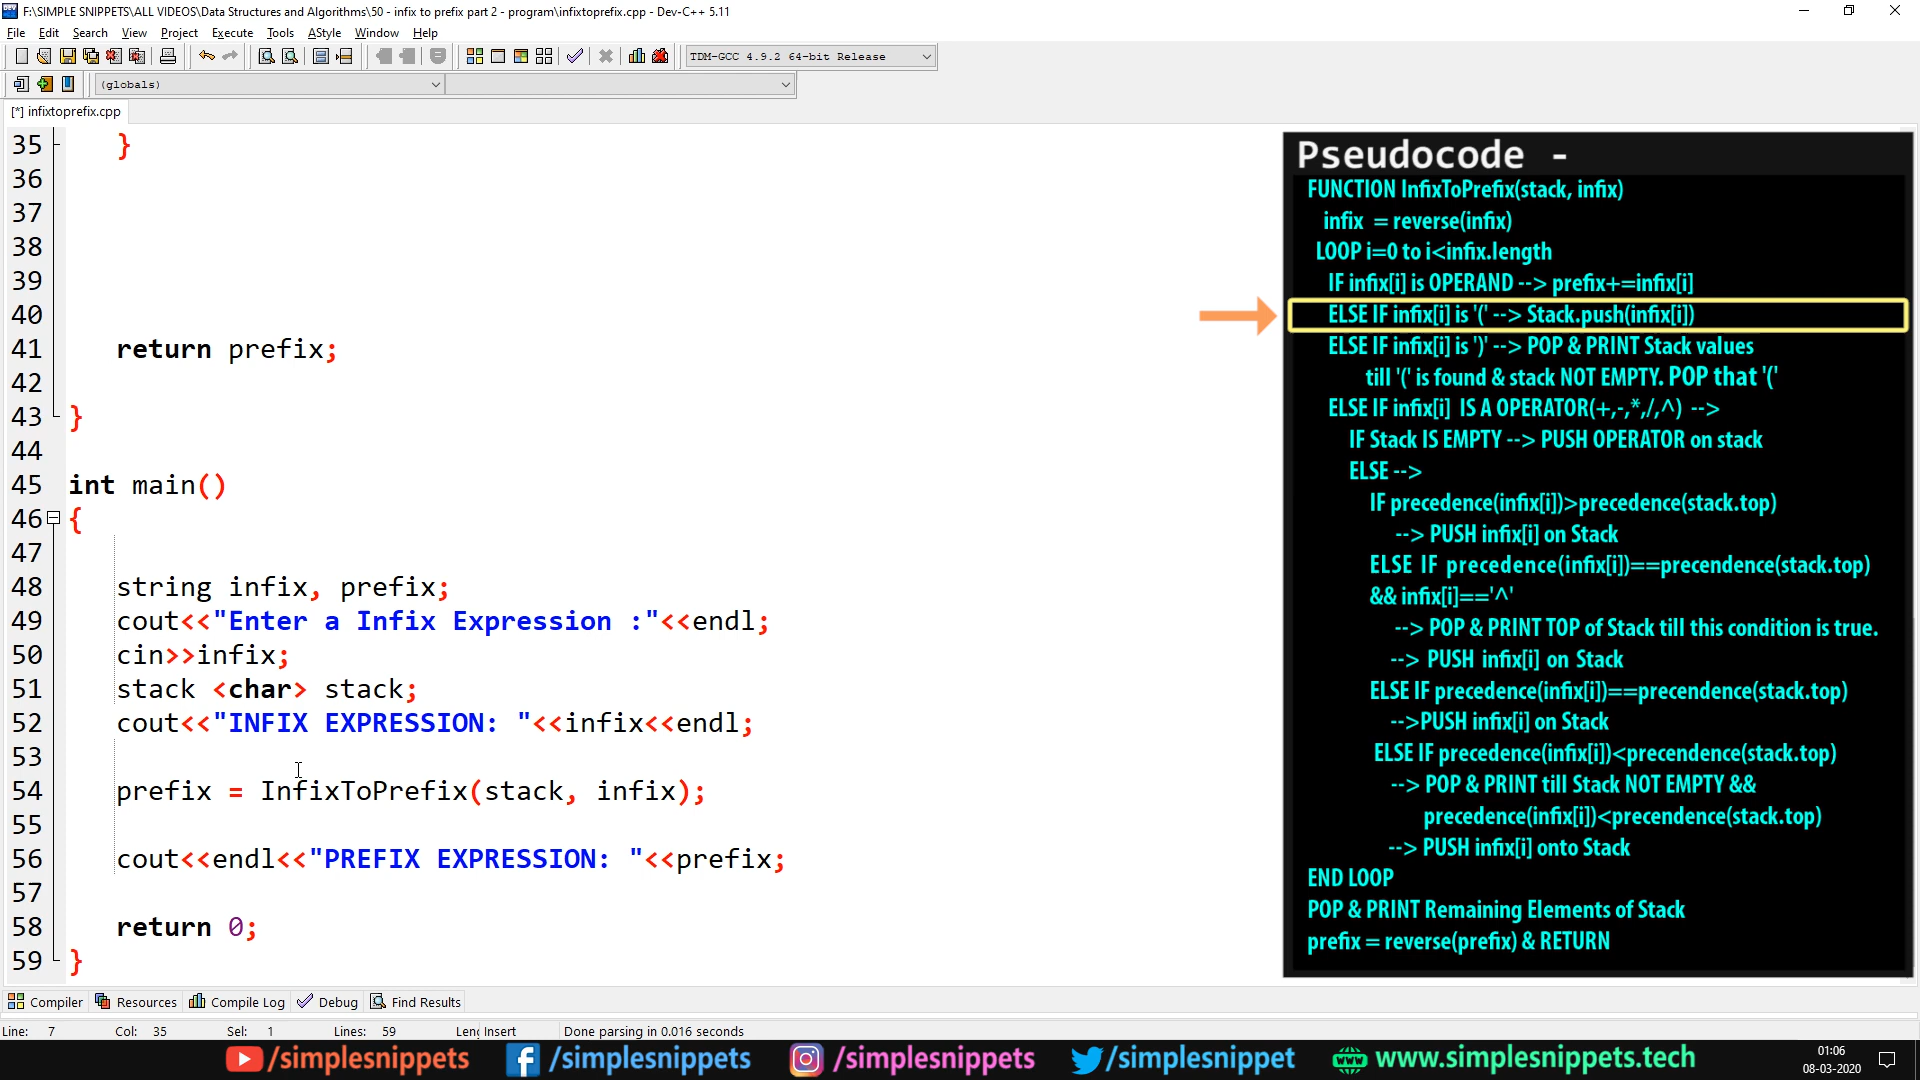 F:\SIMPLE SNIPPETS\ALL VIDEOS\Data Structures and Algorithms\50 - infix to prefix part 2 - program\infixtoprefix.cpp - Dev-C++ 5.11
File Edit Search View Project Execute Tools AStyle Window Help
TDM-GCC 4.9.2 64-bit Release
(globals)
[*] infixtoprefix.cpp
35 }
36
37
38
39
40
41 return prefix;
42
43 }
44
45 int main()
46 {
47
48 string infix, prefix;
49 cout<<"Enter a Infix Expression :"<<endl;
50 cin>>infix;
51 stack <char> stack;
52 cout<<"INFIX EXPRESSION: "<<infix<<endl;
53
54 prefix = InfixToPrefix(stack, infix);
55
56 cout<<endl<<"PREFIX EXPRESSION: "<<prefix;
57
58 return 0;
59 }
Pseudocode -
FUNCTION InfixToPrefix(stack, infix)
infix = reverse(infix)
LOOP i=0 to i<infix.length
IF infix[i] is OPERAND --> prefix+=infix[i]
ELSE IF infix[i] is '(' --> Stack.push(infix[i])
ELSE IF infix[i] is ')' --> POP & PRINT Stack values
till '(' is found & stack NOT EMPTY. POP that '('
ELSE IF infix[i] IS A OPERATOR(+,-,*,/,^) -->
IF Stack IS EMPTY --> PUSH OPERATOR on stack
ELSE -->
IF precedence(infix[i])>precedence(stack.top)
--> PUSH infix[i] on Stack
ELSE IF precedence(infix[i])==precendence(stack.top)
&& infix[i]=='^'
--> POP & PRINT TOP of Stack till this condition is true.
--> PUSH infix[i] on Stack
ELSE IF precedence(infix[i])==precendence(stack.top)
-->PUSH infix[i] on Stack
ELSE IF precedence(infix[i])<precendence(stack.top)
--> POP & PRINT till Stack NOT EMPTY &&
precedence(infix[i])<precendence(stack.top)
--> PUSH infix[i] onto Stack
END LOOP
POP & PRINT Remaining Elements of Stack
prefix = reverse(prefix) & RETURN
Compiler Resources Compile Log Debug Find Results
Line: 7 Col: 35 Sel: 1 Lines: 59 Len Insert Done parsing in 0.016 seconds
/simplesnippets /simplesnippets /simplesnippets /simplesnippet www.simplesnippets.tech
01:06
08-03-2020